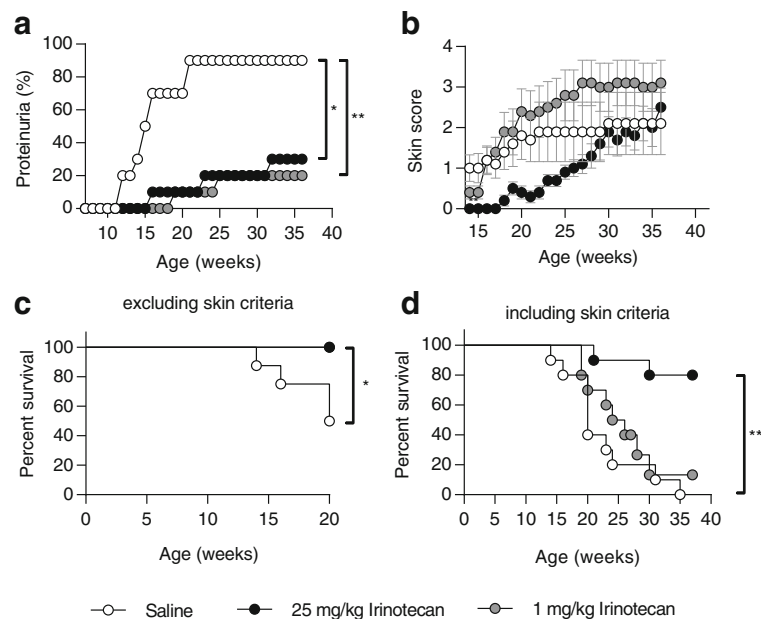 a
b
100
80
60
40
20
0
Proteinuria (%)
*
**
10 15 20 25 30 35 40
Age (weeks)
4
3
2
1
0
Skin score
**
15 20 25 30 35 40
Age (weeks)
c
excluding skin criteria
d
including skin criteria
100
80
60
40
20
0
Percent survival
*
0 5 10 15 20
Age (weeks)
100
80
60
40
20
0
Percent survival
**
0 5 10 15 20 25 30 35 40
Age (weeks)
Saline 25 mg/kg Irinotecan 1 mg/kg Irinotecan